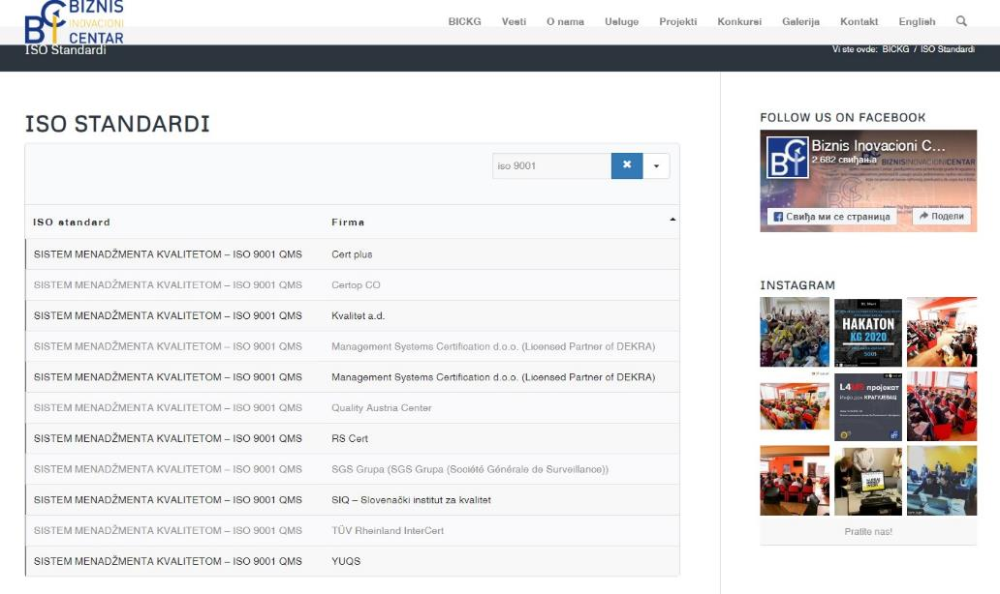 BIZNIS
INOVACIONI
CENTAR
BICKG Vesti O nama Usluge Projekti Konkursi Galerija Kontakt English
ISO Standardi
Vi ste ovde: BICKG / ISO Standardi
ISO STANDARDI
iso 9001
ISO standard Firma
SISTEM MENADŽMENTA KVALITETOM – ISO 9001 QMS Cert plus
SISTEM MENADŽMENTA KVALITETOM – ISO 9001 QMS Certop CO
SISTEM MENADŽMENTA KVALITETOM – ISO 9001 QMS Kvalitet a.d.
SISTEM MENADŽMENTA KVALITETOM – ISO 9001 QMS Management Systems Certification d.o.o. (Licensed Partner of DEKRA)
SISTEM MENADŽMENTA KVALITETOM – ISO 9001 QMS Management Systems Certification d.o.o. (Licensed Partner of DEKRA)
SISTEM MENADŽMENTA KVALITETOM – ISO 9001 QMS Quality Austria Center
SISTEM MENADŽMENTA KVALITETOM – ISO 9001 QMS RS Cert
SISTEM MENADŽMENTA KVALITETOM – ISO 9001 QMS SGS Grupa (SGS Grupa (Société Générale de Surveillance))
SISTEM MENADŽMENTA KVALITETOM – ISO 9001 QMS SIQ – Slovenački institut za kvalitet
SISTEM MENADŽMENTA KVALITETOM – ISO 9001 QMS TÜV Rheinland InterCert
SISTEM MENADŽMENTA KVALITETOM – ISO 9001 QMS YUQS
FOLLOW US ON FACEBOOK
Biznis Inovacioni C...
2.682 свиђања
BIZNISINOVACIONICENTAR
Свиђа ми се страница Подели
INSTAGRAM
HAKATON
KG 2020
L4MS пројекат
Инфо дан КРАГУЈЕВАЦ
Pratite nas!